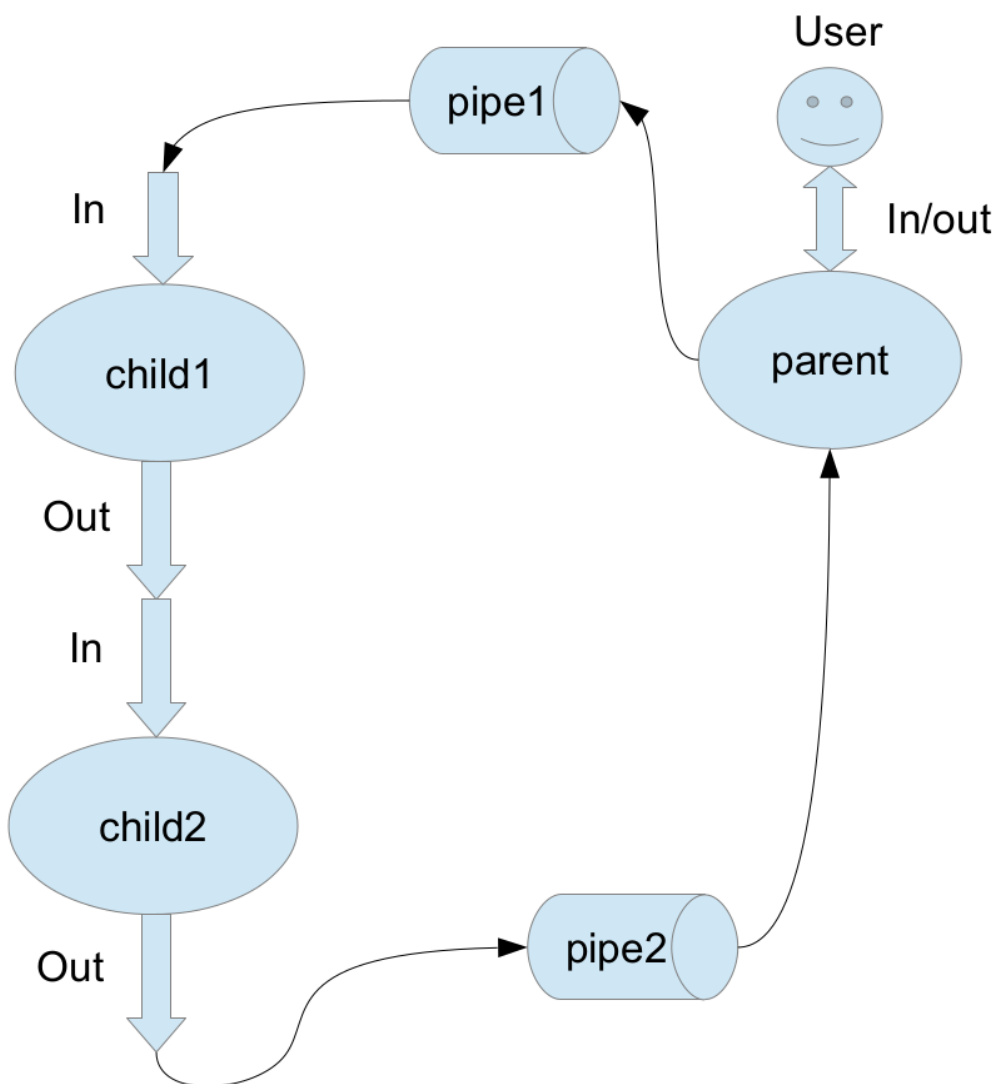 User
pipe1
In
In/out
child1
parent
Out
In
child2
Out
pipe2